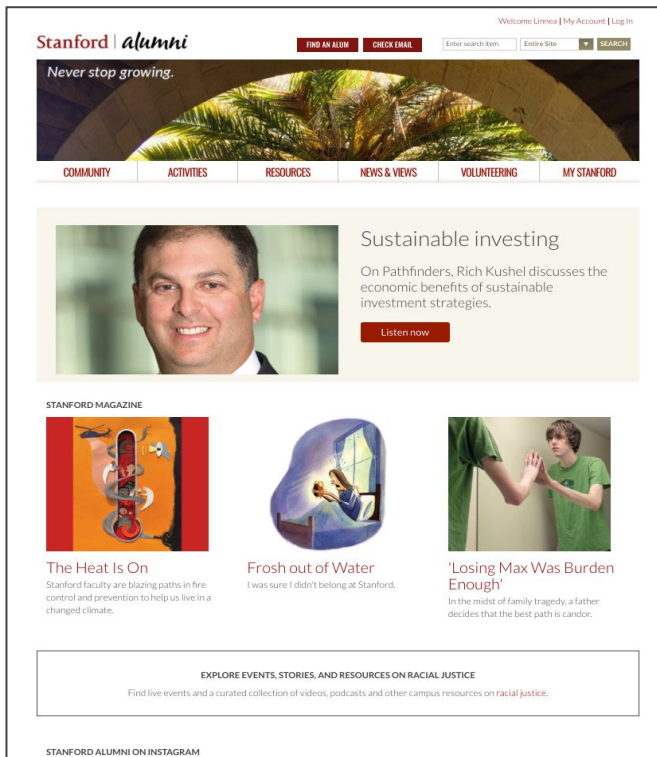 Welcome Linnea | My Account | Log In
Stanford | alumni
FIND AN ALUM
CHECK EMAIL
Enter search item
Entire Site
SEARCH
Never stop growing.
COMMUNITY
ACTIVITIES
RESOURCES
NEWS & VIEWS
VOLUNTEERING
MY STANFORD
Sustainable investing
On Pathfinders, Rich Kushel discusses the
economic benefits of sustainable
investment strategies.
Listen now
STANFORD MAGAZINE
The Heat Is On
Stanford faculty are blazing paths in fire
control and prevention to help us live in a
changed climate.
Frosh out of Water
I was sure I didn't belong at Stanford.
'Losing Max Was Burden
Enough'
In the midst of family tragedy, a father
decides that the best path is candor.
EXPLORE EVENTS, STORIES, AND RESOURCES ON RACIAL JUSTICE
Find live events and a curated collection of videos, podcasts and other campus resources on racial justice.
STANFORD ALUMNI ON INSTAGRAM